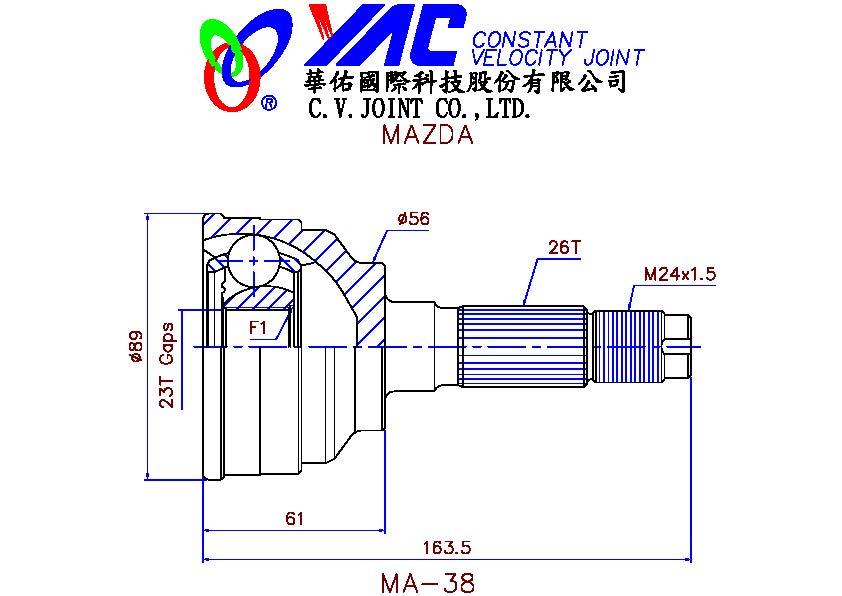 YAC CONSTANT
VELOCITY JOINT
®
華佑國際科技股份有限公司
C.V.JOINT CO.,LTD.
MAZDA
ø56
26T
M24x1.5
F1
ø89
23T Gaps
61
163.5
MA-38